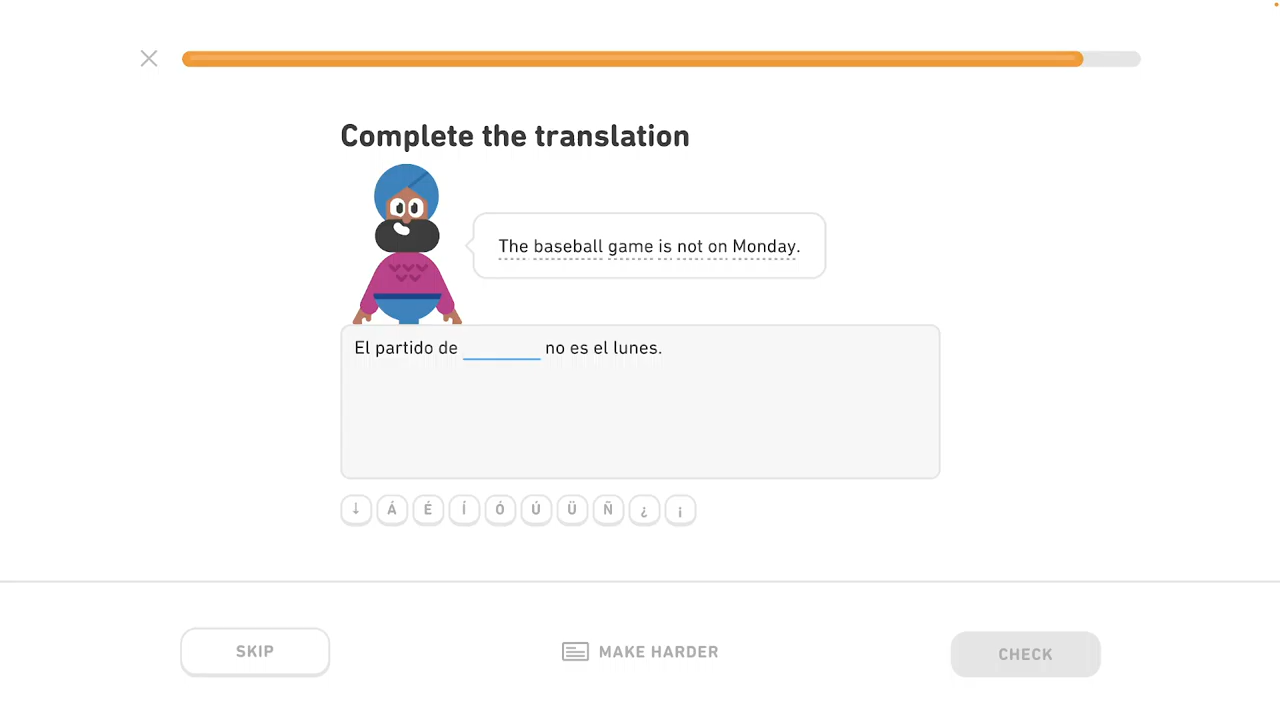 Complete the translation
The baseball game is not on Monday.
El partido de ________ no es el lunes.
↓ Á É Í Ó Ú Ü Ñ ¿ ¡
SKIP
MAKE HARDER
CHECK